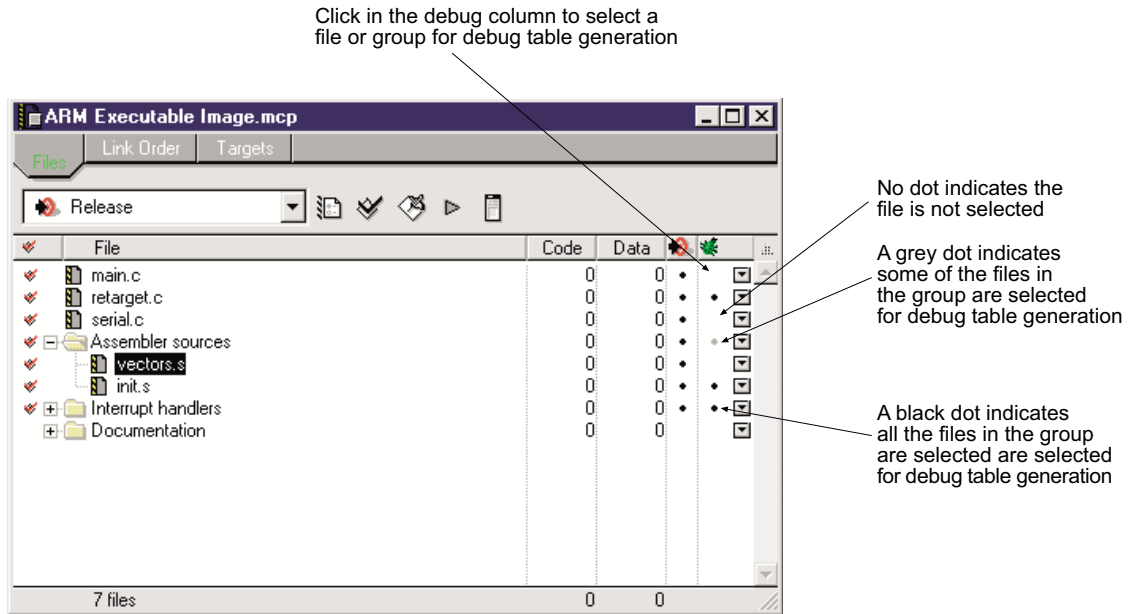 Click in the debug column to select a
file or group for debug table generation
ARM Executable Image.mcp
Files
Link Order
Targets
Release
File Code Data
main.c 0 0
retarget.c 0 0
serial.c 0 0
Assembler sources 0 0
vectors.s 0 0
init.s 0 0
Interrupt handlers 0 0
Documentation 0 0
7 files 0 0
No dot indicates the
file is not selected
A grey dot indicates
some of the files in
the group are selected
for debug table generation
A black dot indicates
all the files in the group
are selected are selected
for debug table generation